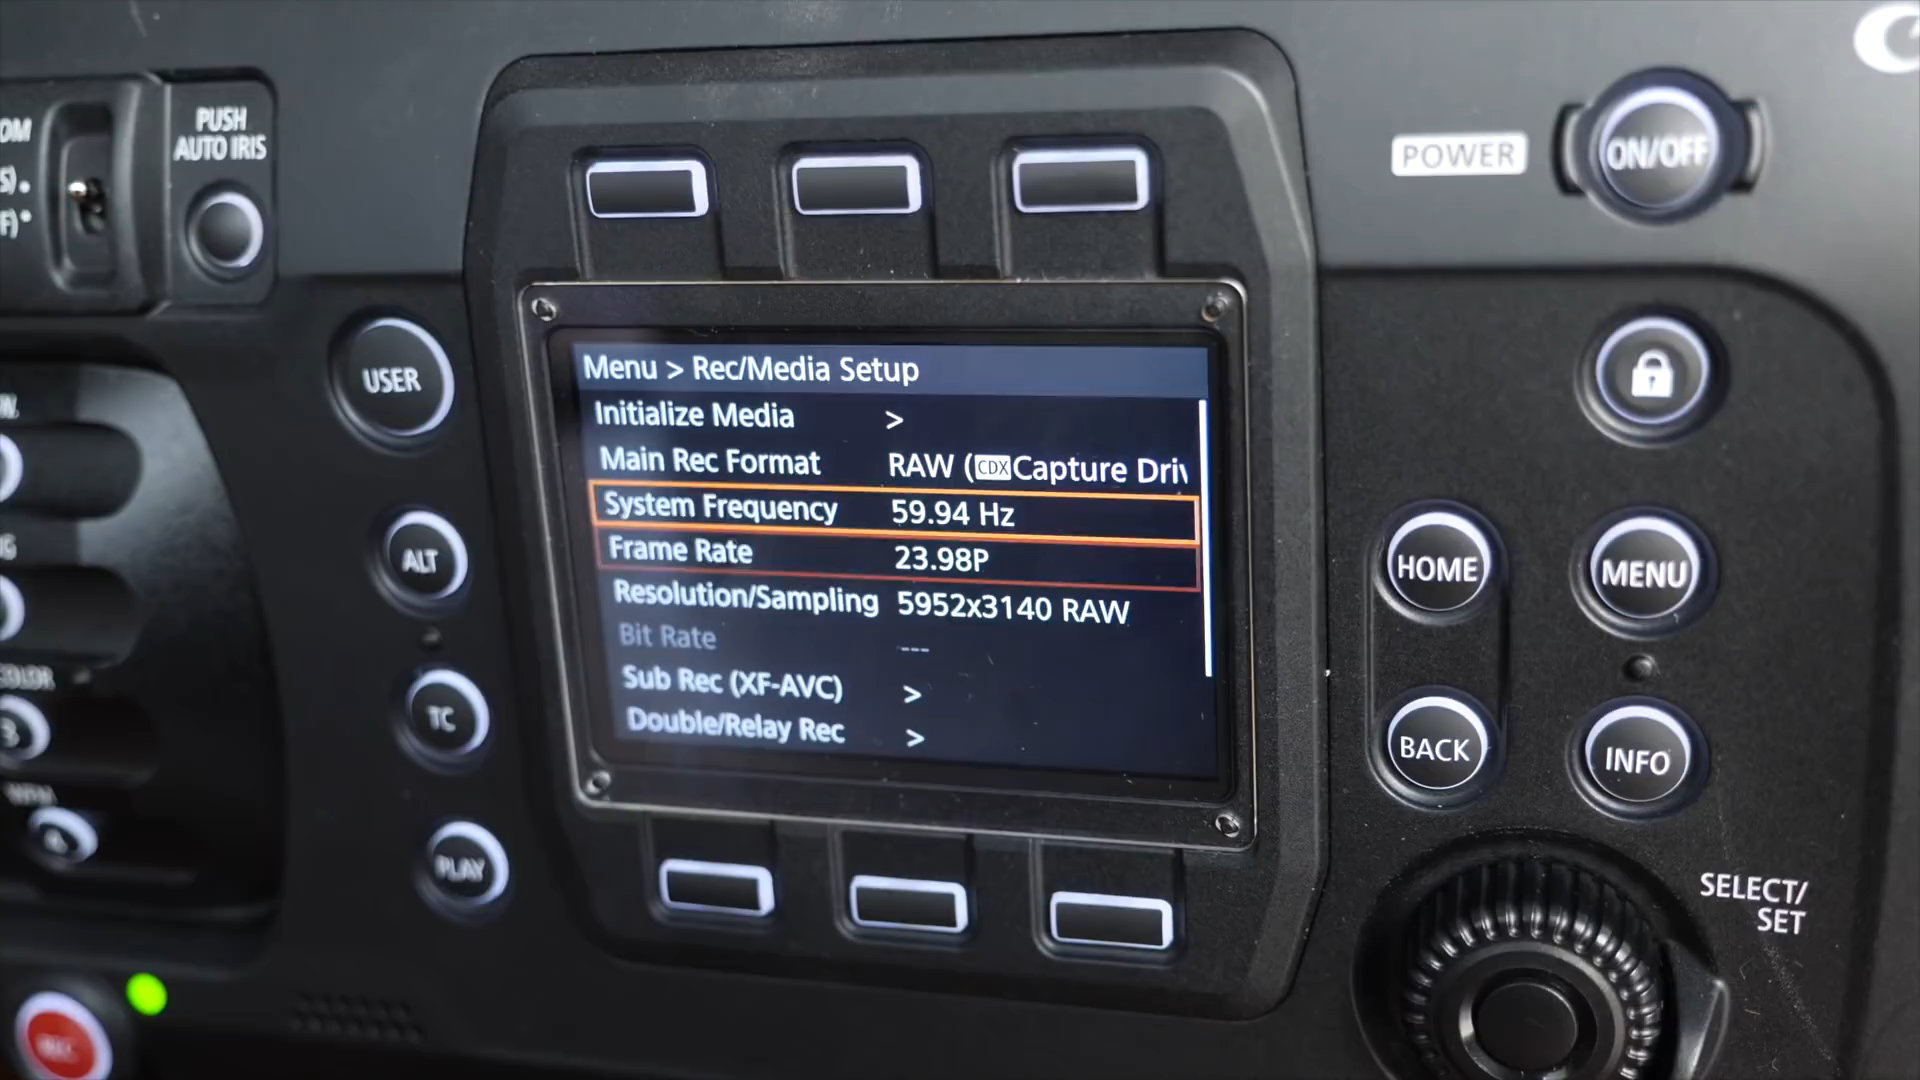 PUSH
AUTO IRIS
POWER
ON/OFF
USER
ALT
TC
PLAY
Menu > Rec/Media Setup
Initialize Media >
Main Rec Format RAW (CDX Capture Driv
System Frequency 59.94 Hz
Frame Rate 23.98P
Resolution/Sampling 5952x3140 RAW
Bit Rate ---
Sub Rec (XF-AVC) >
Double/Relay Rec >
HOME
MENU
BACK
INFO
SELECT/
SET
REC